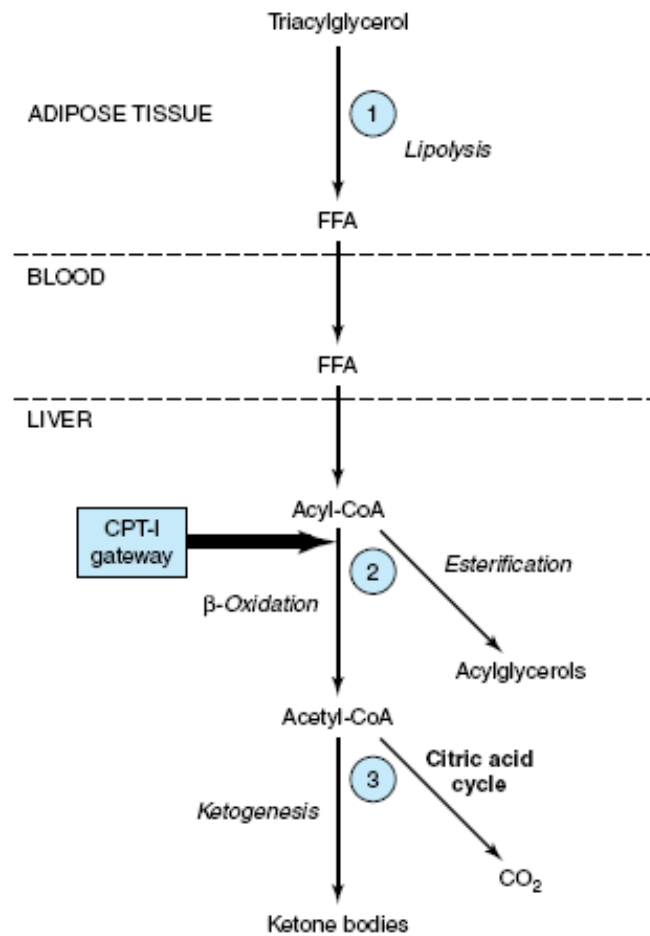 Triacylglycerol
ADIPOSE TISSUE
1
Lipolysis
FFA
BLOOD
FFA
LIVER
Acyl-CoA
CPT-I
gateway
2
Esterification
β-Oxidation
Acylglycerols
Acetyl-CoA
Citric acid
cycle
3
Ketogenesis
CO₂
Ketone bodies